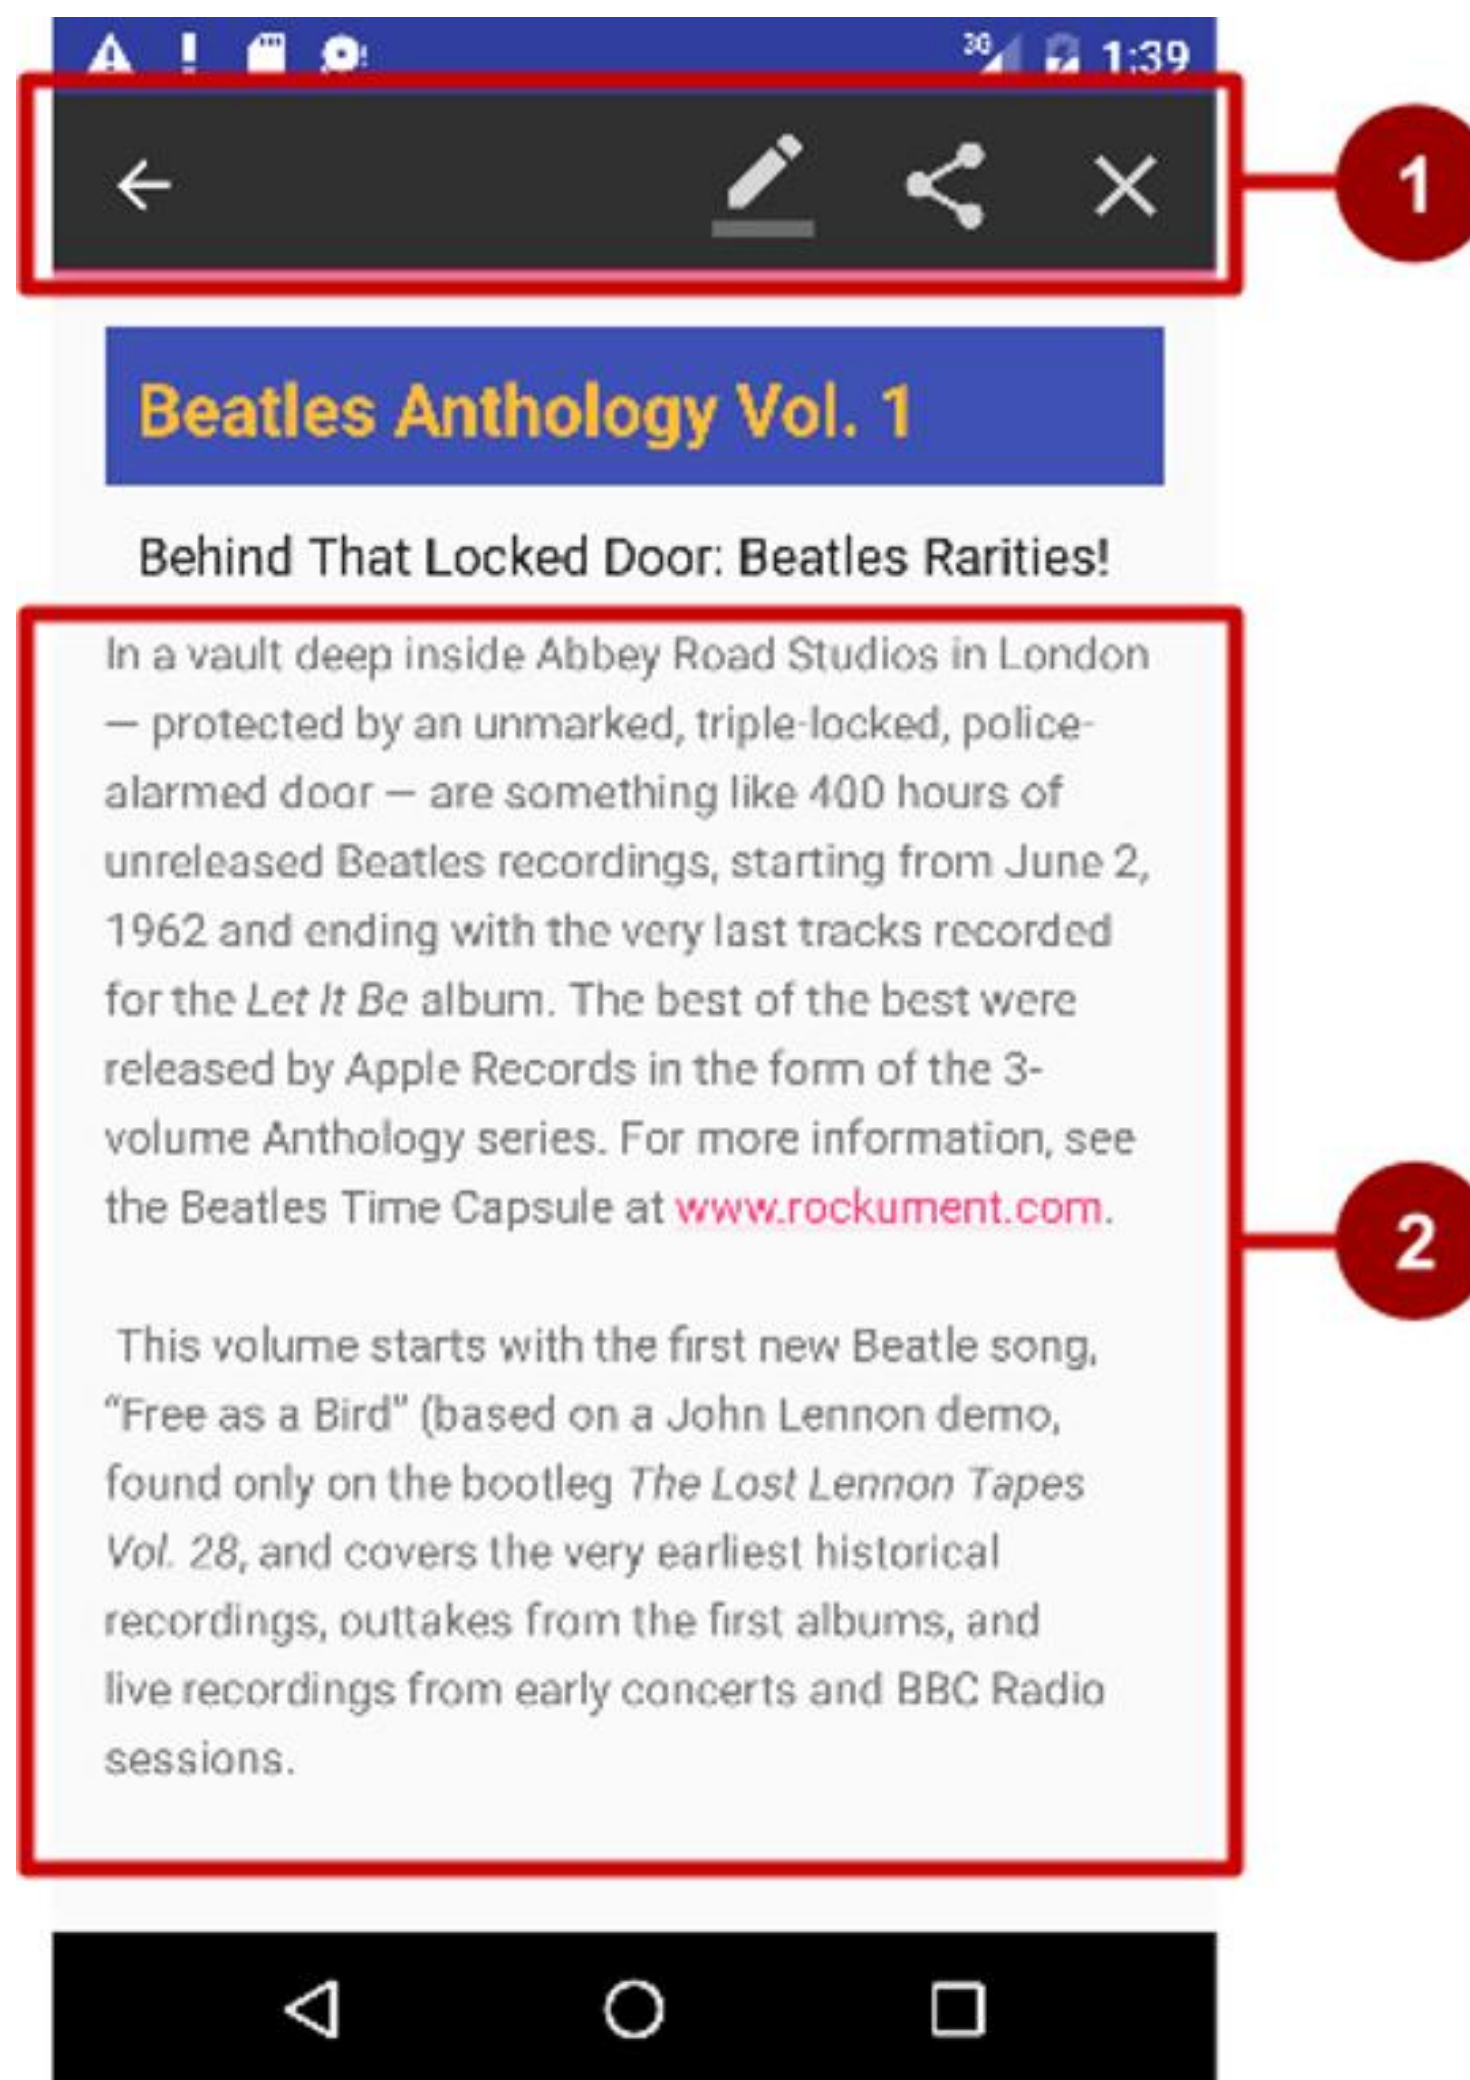 3G 1:39
1
Beatles Anthology Vol. 1
Behind That Locked Door: Beatles Rarities!
In a vault deep inside Abbey Road Studios in London
— protected by an unmarked, triple-locked, police-
alarmed door — are something like 400 hours of
unreleased Beatles recordings, starting from June 2,
1962 and ending with the very last tracks recorded
for the Let It Be album. The best of the best were
released by Apple Records in the form of the 3-
volume Anthology series. For more information, see
the Beatles Time Capsule at www.rockument.com.
2
This volume starts with the first new Beatle song,
“Free as a Bird” (based on a John Lennon demo,
found only on the bootleg The Lost Lennon Tapes
Vol. 28, and covers the very earliest historical
recordings, outtakes from the first albums, and
live recordings from early concerts and BBC Radio
sessions.